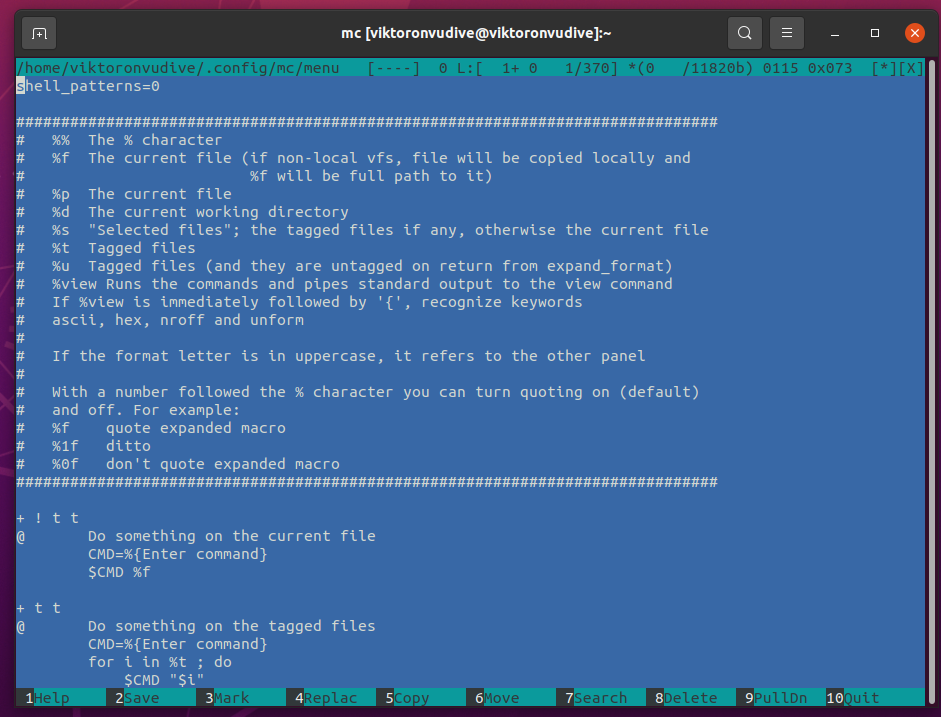 mc [viktoronvudive@viktoronvudive]:~
/home/viktoronvudive/.config/mc/menu   [----]  0 L:[  1+ 0   1/370] *(0   /11820b) 0115 0x073  [*][X]
shell_patterns=0
##############################################################################
#   %%  The % character
#   %f  The current file (if non-local vfs, file will be copied locally and
#                         %f will be full path to it)
#   %p  The current file
#   %d  The current working directory
#   %s  "Selected files"; the tagged files if any, otherwise the current file
#   %t  Tagged files
#   %u  Tagged files (and they are untagged on return from expand_format)
#   %view Runs the commands and pipes standard output to the view command
#   If %view is immediately followed by '{', recognize keywords
#   ascii, hex, nroff and unform
#
#   If the format letter is in uppercase, it refers to the other panel
#
#   With a number followed the % character you can turn quoting on (default)
#   and off. For example:
#   %f    quote expanded macro
#   %1f   ditto
#   %0f   don't quote expanded macro
##############################################################################
+ ! t t
@       Do something on the current file
        CMD=%{Enter command}
        $CMD %f
+ t t
@       Do something on the tagged files
        CMD=%{Enter command}
        for i in %t ; do
            $CMD "$i"
1Help 2Save 3Mark 4Replac 5Copy 6Move 7Search 8Delete 9PullDn 10Quit